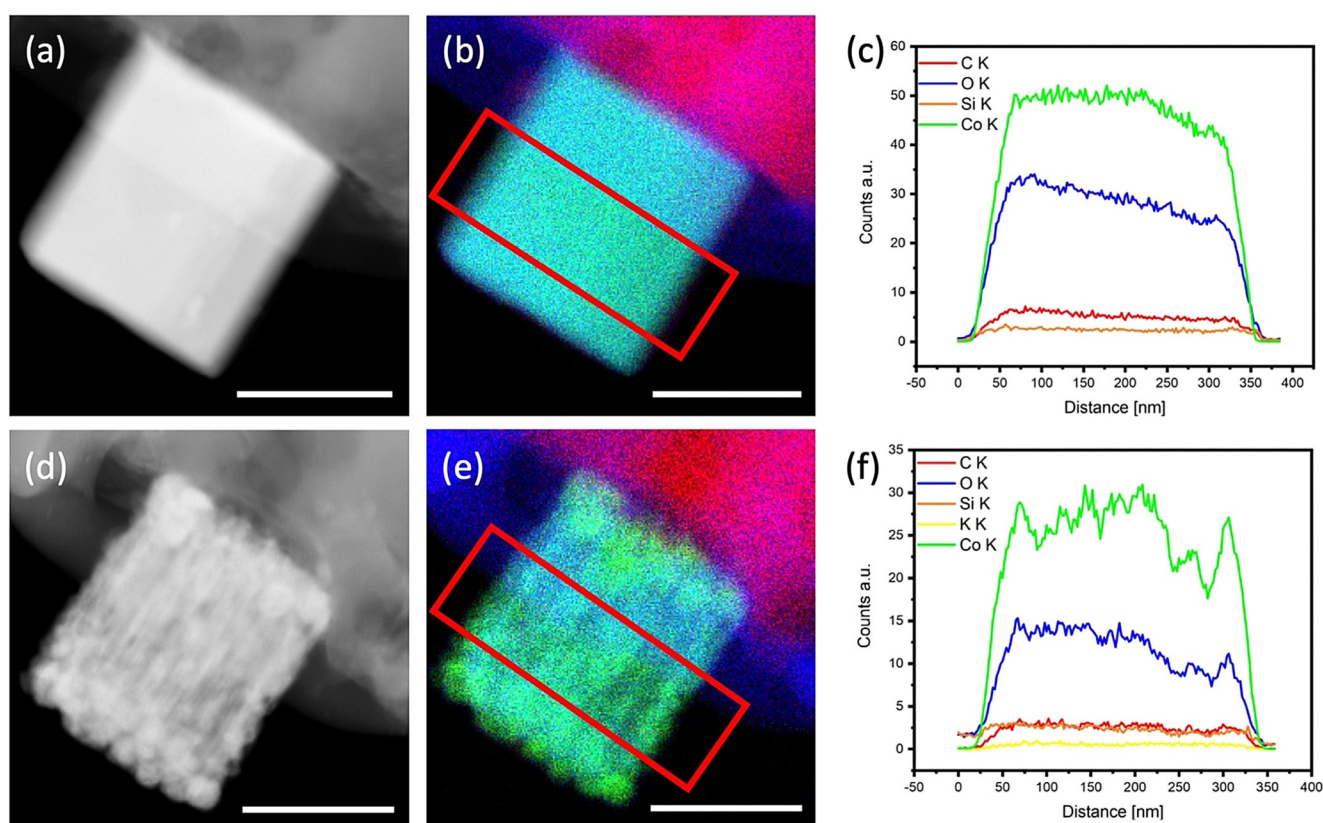 (a)
(b)
(c)
60
50
40
30
20
10
0
-50 0 50 100 150 200 250 300 350 400
Counts a.u.
Distance [nm]
C K
O K
Si K
Co K
(d)
(e)
(f)
35
30
25
20
15
10
5
0
-50 0 50 100 150 200 250 300 350 400
Counts a.u.
Distance [nm]
C K
O K
Si K
K K
Co K